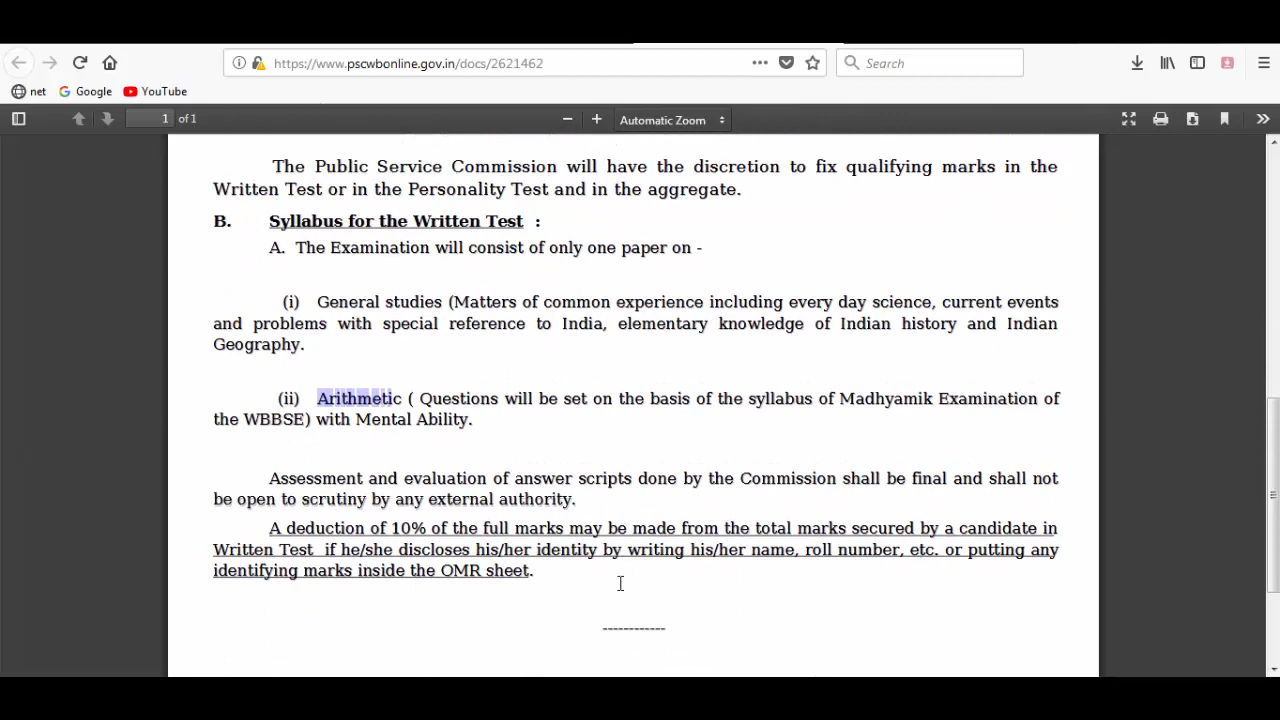 https://www.pscwbonline.gov.in/docs/2621462
Search
net Google YouTube
1 of 1 Automatic Zoom
The Public Service Commission will have the discretion to fix qualifying marks in the
Written Test or in the Personality Test and in the aggregate.
B. Syllabus for the Written Test :
A. The Examination will consist of only one paper on -
(i) General studies (Matters of common experience including every day science, current events
and problems with special reference to India, elementary knowledge of Indian history and Indian
Geography.
(ii) Arithmetic ( Questions will be set on the basis of the syllabus of Madhyamik Examination of
the WBBSE) with Mental Ability.
Assessment and evaluation of answer scripts done by the Commission shall be final and shall not
be open to scrutiny by any external authority.
A deduction of 10% of the full marks may be made from the total marks secured by a candidate in
Written Test if he/she discloses his/her identity by writing his/her name, roll number, etc. or putting any
identifying marks inside the OMR sheet.
------------